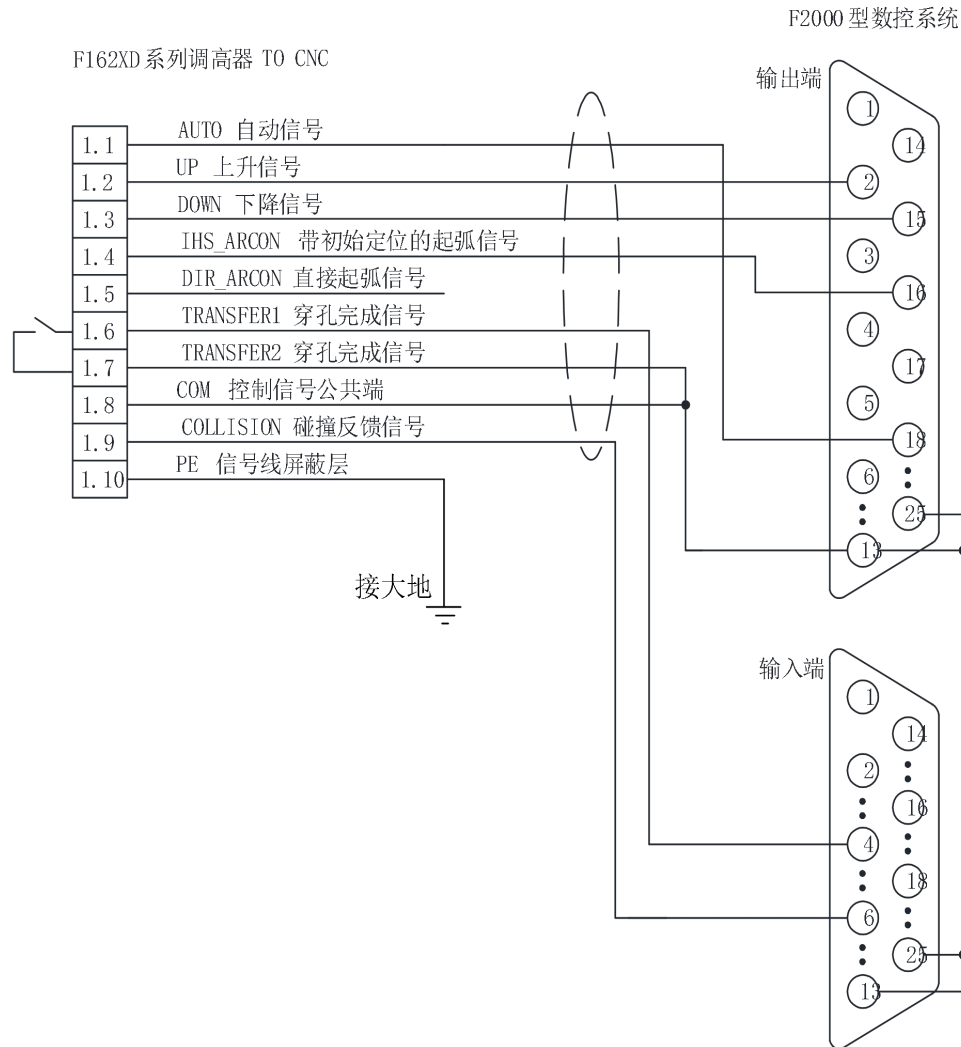 F2000型数控系统
F162XD系列调高器 TO CNC
输出端
1.1 AUTO 自动信号
1.2 UP 上升信号
1.3 DOWN 下降信号
1.4 IHS_ARCON 带初始定位的起弧信号
1.5 DIR_ARCON 直接起弧信号
1.6 TRANSFER1 穿孔完成信号
1.7 TRANSFER2 穿孔完成信号
1.8 COM 控制信号公共端
1.9 COLLISION 碰撞反馈信号
1.10 PE 信号线屏蔽层
接大地
1
14
2
15
3
16
4
17
5
18
6
25
13
输入端
1
14
2
16
4
18
6
25
13